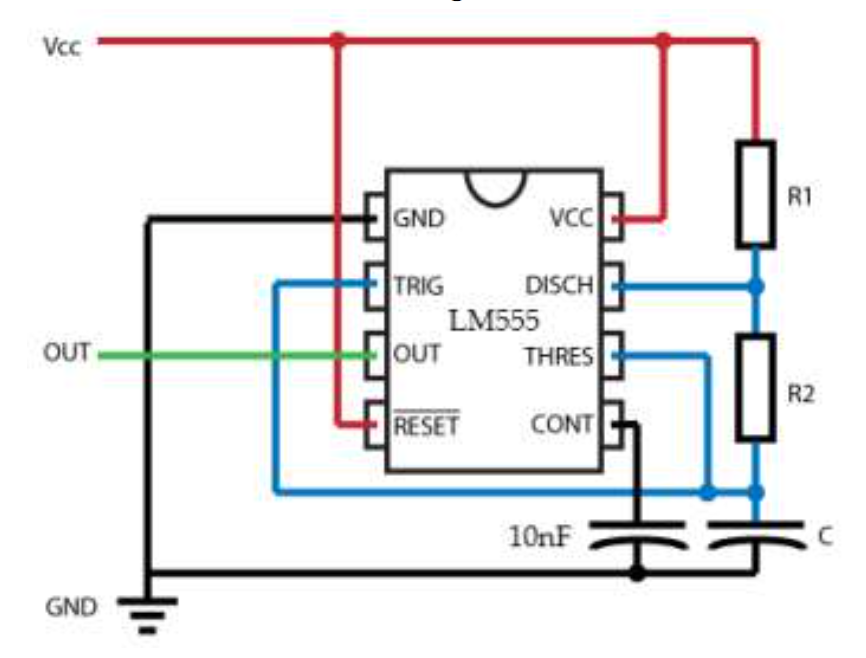 Vcc
R1
GND
VCC
TRIG
DISCH
LM555
OUT
OUT
THRES
R2
RESET
CONT
10nF
C
GND